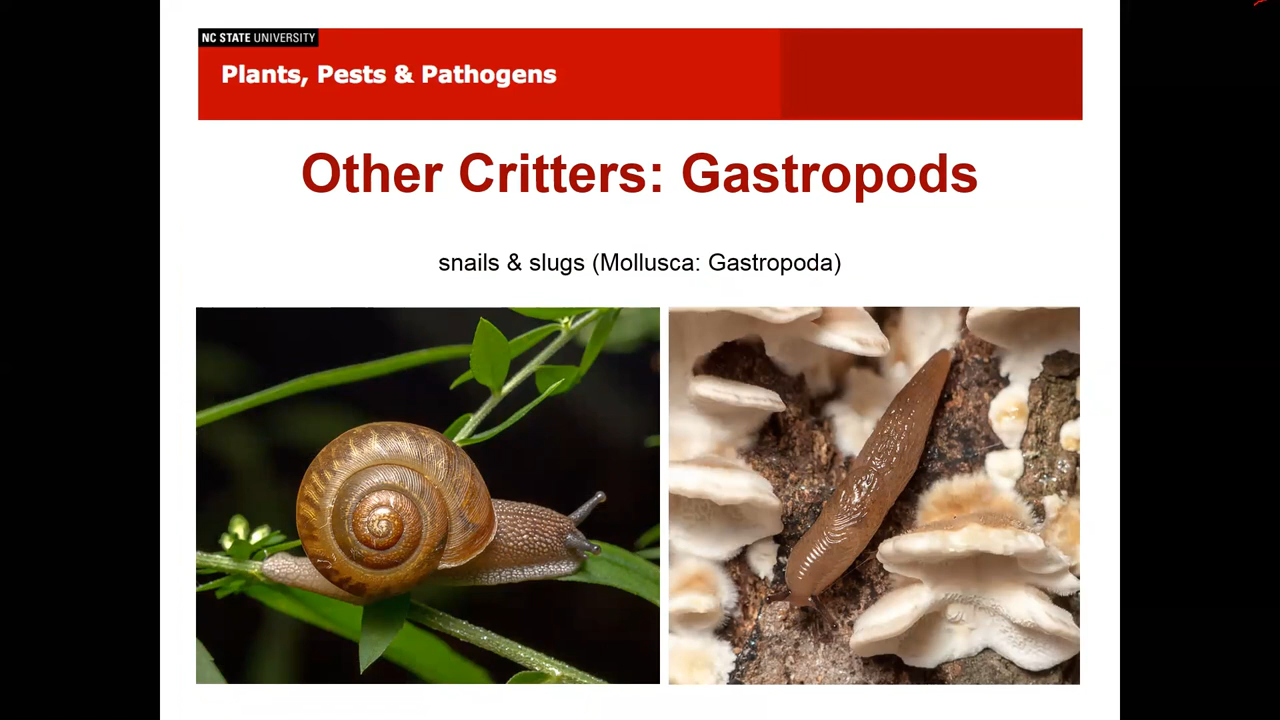 NC STATE UNIVERSITY
Plants, Pests & Pathogens
Other Critters: Gastropods
snails & slugs (Mollusca: Gastropoda)